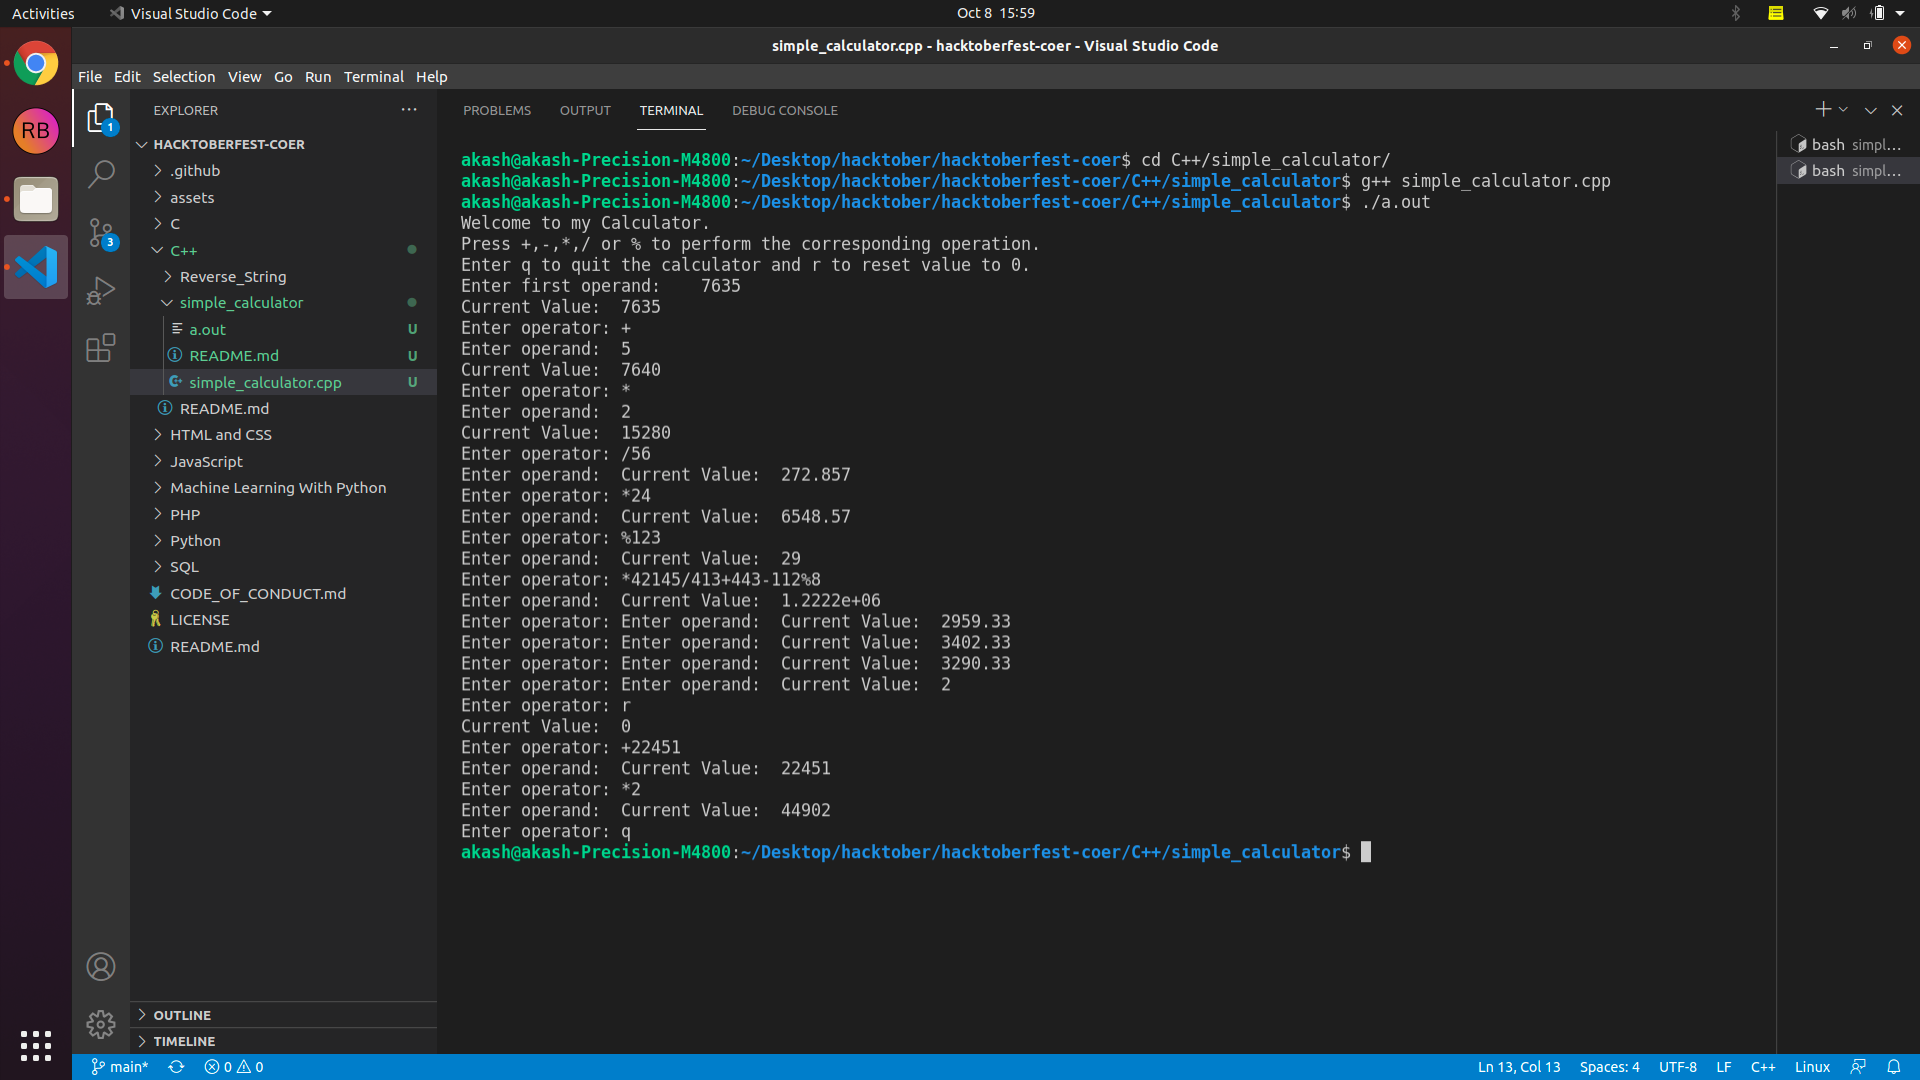 Activities
Visual Studio Code
Oct 8 15:59
simple_calculator.cpp - hacktoberfest-coer - Visual Studio Code
File Edit Selection View Go Run Terminal Help
RB
1
3
EXPLORER
HACKTOBERFEST-COER
.github
assets
C
C++
Reverse_String
simple_calculator
a.out U
README.md U
simple_calculator.cpp U
README.md
HTML and CSS
JavaScript
Machine Learning With Python
PHP
Python
SQL
CODE_OF_CONDUCT.md
LICENSE
README.md
OUTLINE
TIMELINE
PROBLEMS OUTPUT TERMINAL DEBUG CONSOLE
akash@akash-Precision-M4800:~/Desktop/hacktober/hacktoberfest-coer$ cd C++/simple_calculator/
akash@akash-Precision-M4800:~/Desktop/hacktober/hacktoberfest-coer/C++/simple_calculator$ g++ simple_calculator.cpp
akash@akash-Precision-M4800:~/Desktop/hacktober/hacktoberfest-coer/C++/simple_calculator$ ./a.out
Welcome to my Calculator.
Press +,-,*,/ or % to perform the corresponding operation.
Enter q to quit the calculator and r to reset value to 0.
Enter first operand: 7635
Current Value: 7635
Enter operator: +
Enter operand: 5
Current Value: 7640
Enter operator: *
Enter operand: 2
Current Value: 15280
Enter operator: /56
Enter operand: Current Value: 272.857
Enter operator: *24
Enter operand: Current Value: 6548.57
Enter operator: %123
Enter operand: Current Value: 29
Enter operator: *42145/413+443-112%8
Enter operand: Current Value: 1.2222e+06
Enter operator: Enter operand: Current Value: 2959.33
Enter operator: Enter operand: Current Value: 3402.33
Enter operator: Enter operand: Current Value: 3290.33
Enter operator: Enter operand: Current Value: 2
Enter operator: r
Current Value: 0
Enter operator: +22451
Enter operand: Current Value: 22451
Enter operator: *2
Enter operand: Current Value: 44902
Enter operator: q
akash@akash-Precision-M4800:~/Desktop/hacktober/hacktoberfest-coer/C++/simple_calculator$
bash simpl...
bash simpl...
main* 0 0
Ln 13, Col 13 Spaces: 4 UTF-8 LF C++ Linux